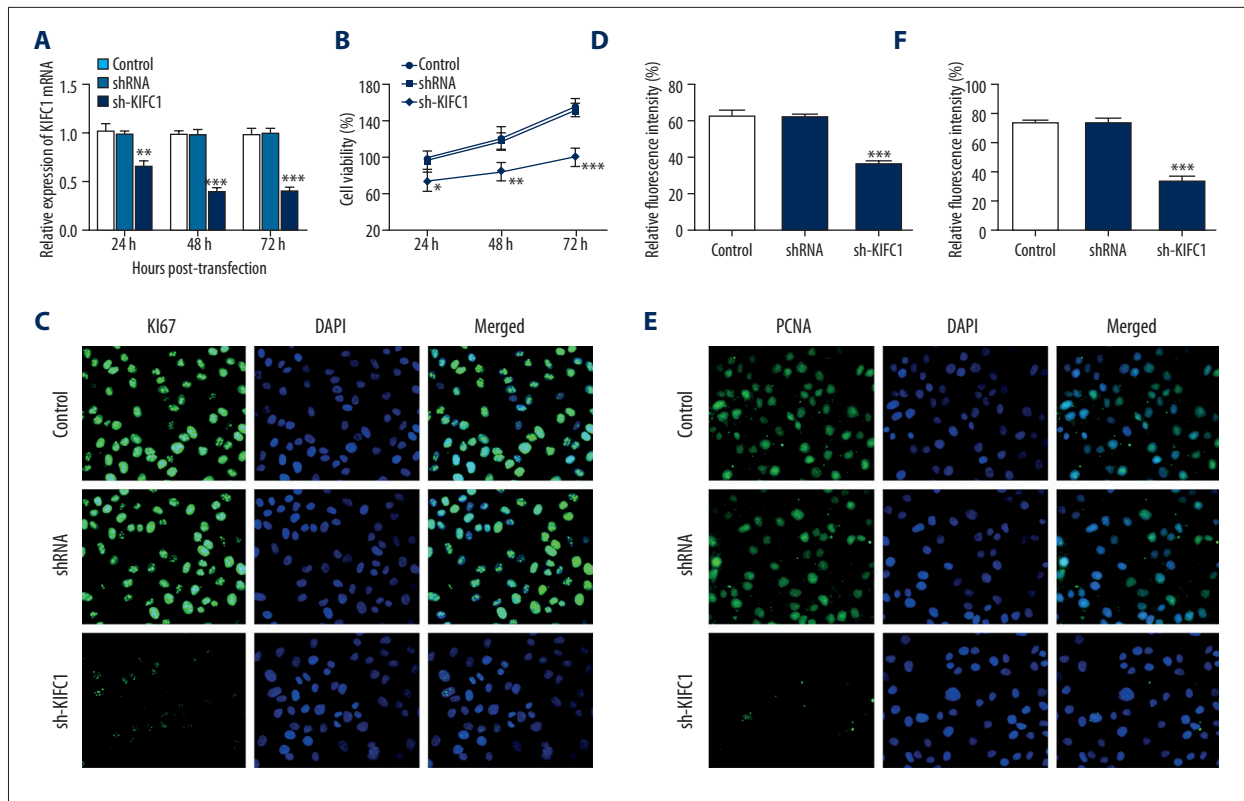 A
Control
shRNA
sh-KIFC1
Relative expression of KIFC1 mRNA
1.5
1.0
0.5
0.0
**
***
***
24 h
48 h
72 h
Hours post-transfection
B
Control
shRNA
sh-KIFC1
Cell viability (%)
180
140
100
60
20
*
**
***
24 h
48 h
72 h
D
Relative fluorescence intensity (%)
80
60
40
20
0
***
Control
shRNA
sh-KIFC1
F
Relative fluorescence intensity (%)
100
80
60
40
20
0
***
Control
shRNA
sh-KIFC1
C
KI67
DAPI
Merged
Control
shRNA
sh-KIFC1
E
PCNA
DAPI
Merged
Control
shRNA
sh-KIFC1